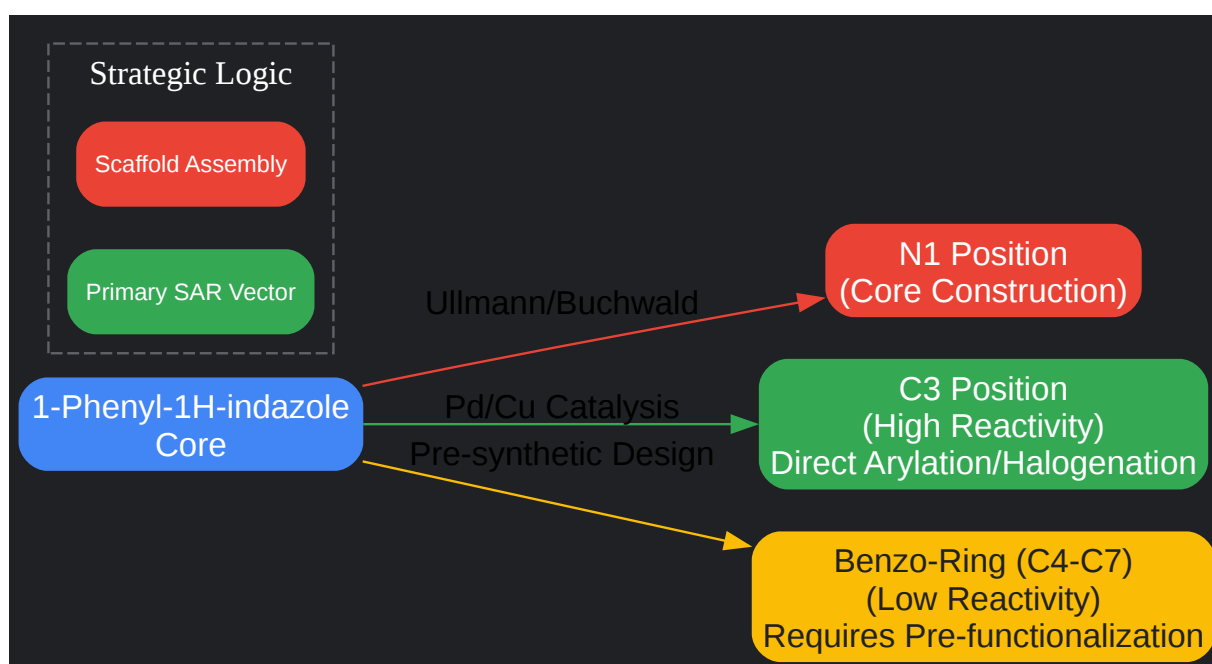 Strategic Logic
Scaffold Assembly
Primary SAR Vector
1-Phenyl-1H-indazole
Core
Ullmann/Buchwald
Pd/Cu Catalysis
Pre-synthetic Design
N1 Position
(Core Construction)
C3 Position
(High Reactivity)
Direct Arylation/Halogenation
Benzo-Ring (C4-C7)
(Low Reactivity)
Requires Pre-functionalization